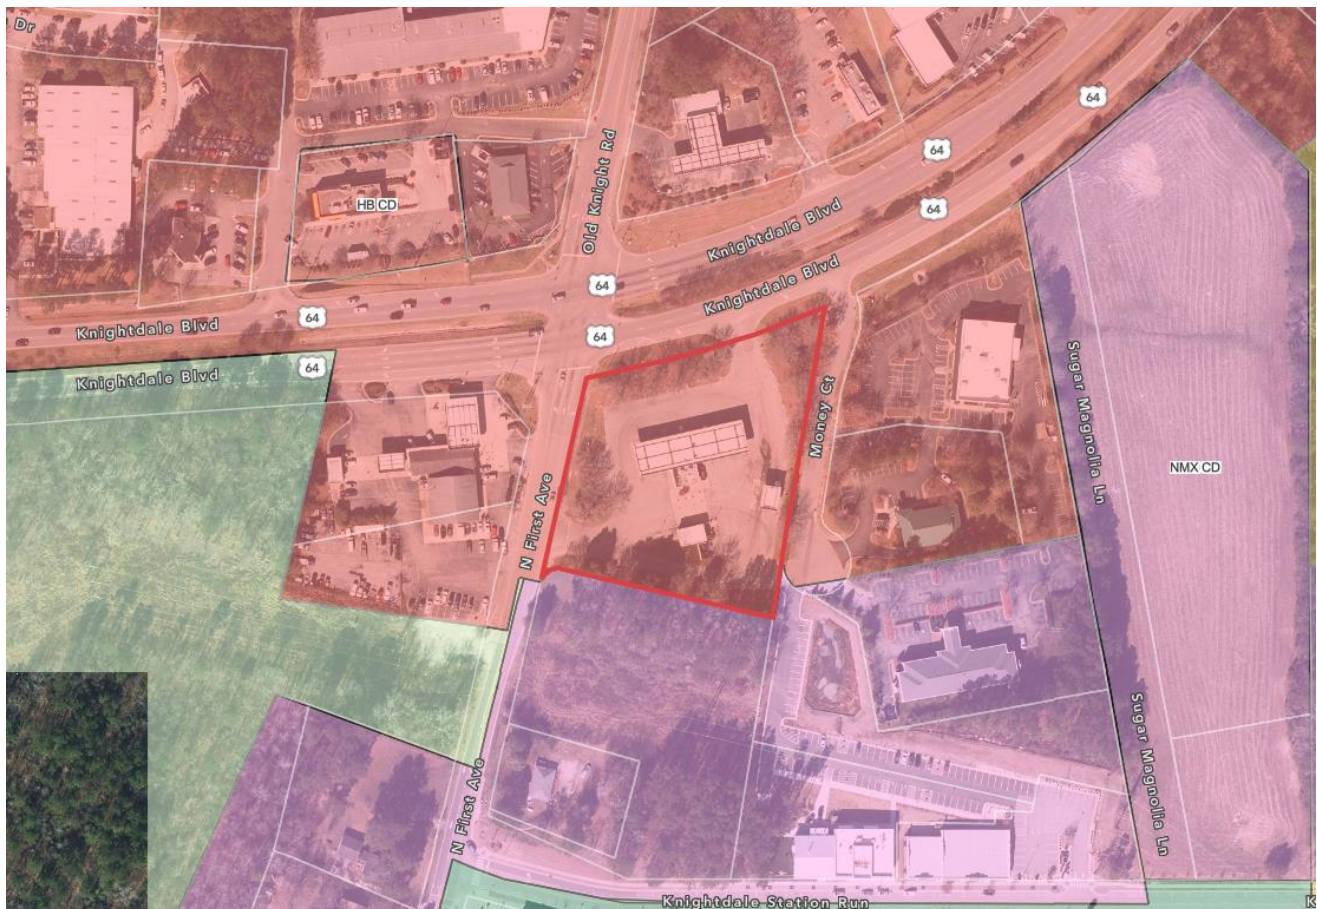 Dr
64
64
Old Knight Rd
HB CD
Knightdale Blvd
64
64
Knightdale Blvd
64
Knightdale Blvd
64
64
Knightdale Blvd
Sugar Magnolia Ln
Money Ct
NMX CD
N First Ave
Sugar Magnolia Ln
N First Ave
Knightdale Station Run
K